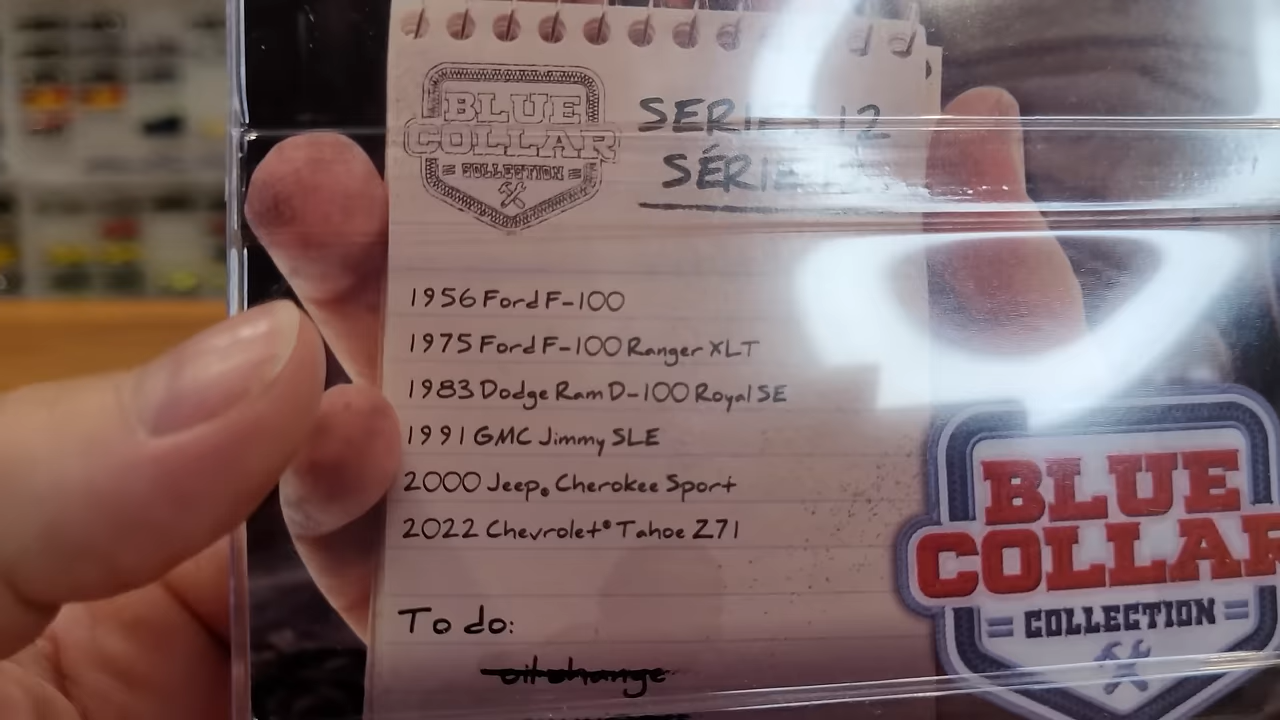 BLUE
COLLAR
COLLECTION
12
1956 Ford F-100
1975 Ford F-100 Ranger XLT
1983 Dodge Ram D-100 Royal SE
1991 GMC Jimmy SLE
2000 Jeep® Cherokee Sport
2022 Chevrolet® Tahoe Z71
To do:
oil change
BLUE
COLLAR
COLLECTION